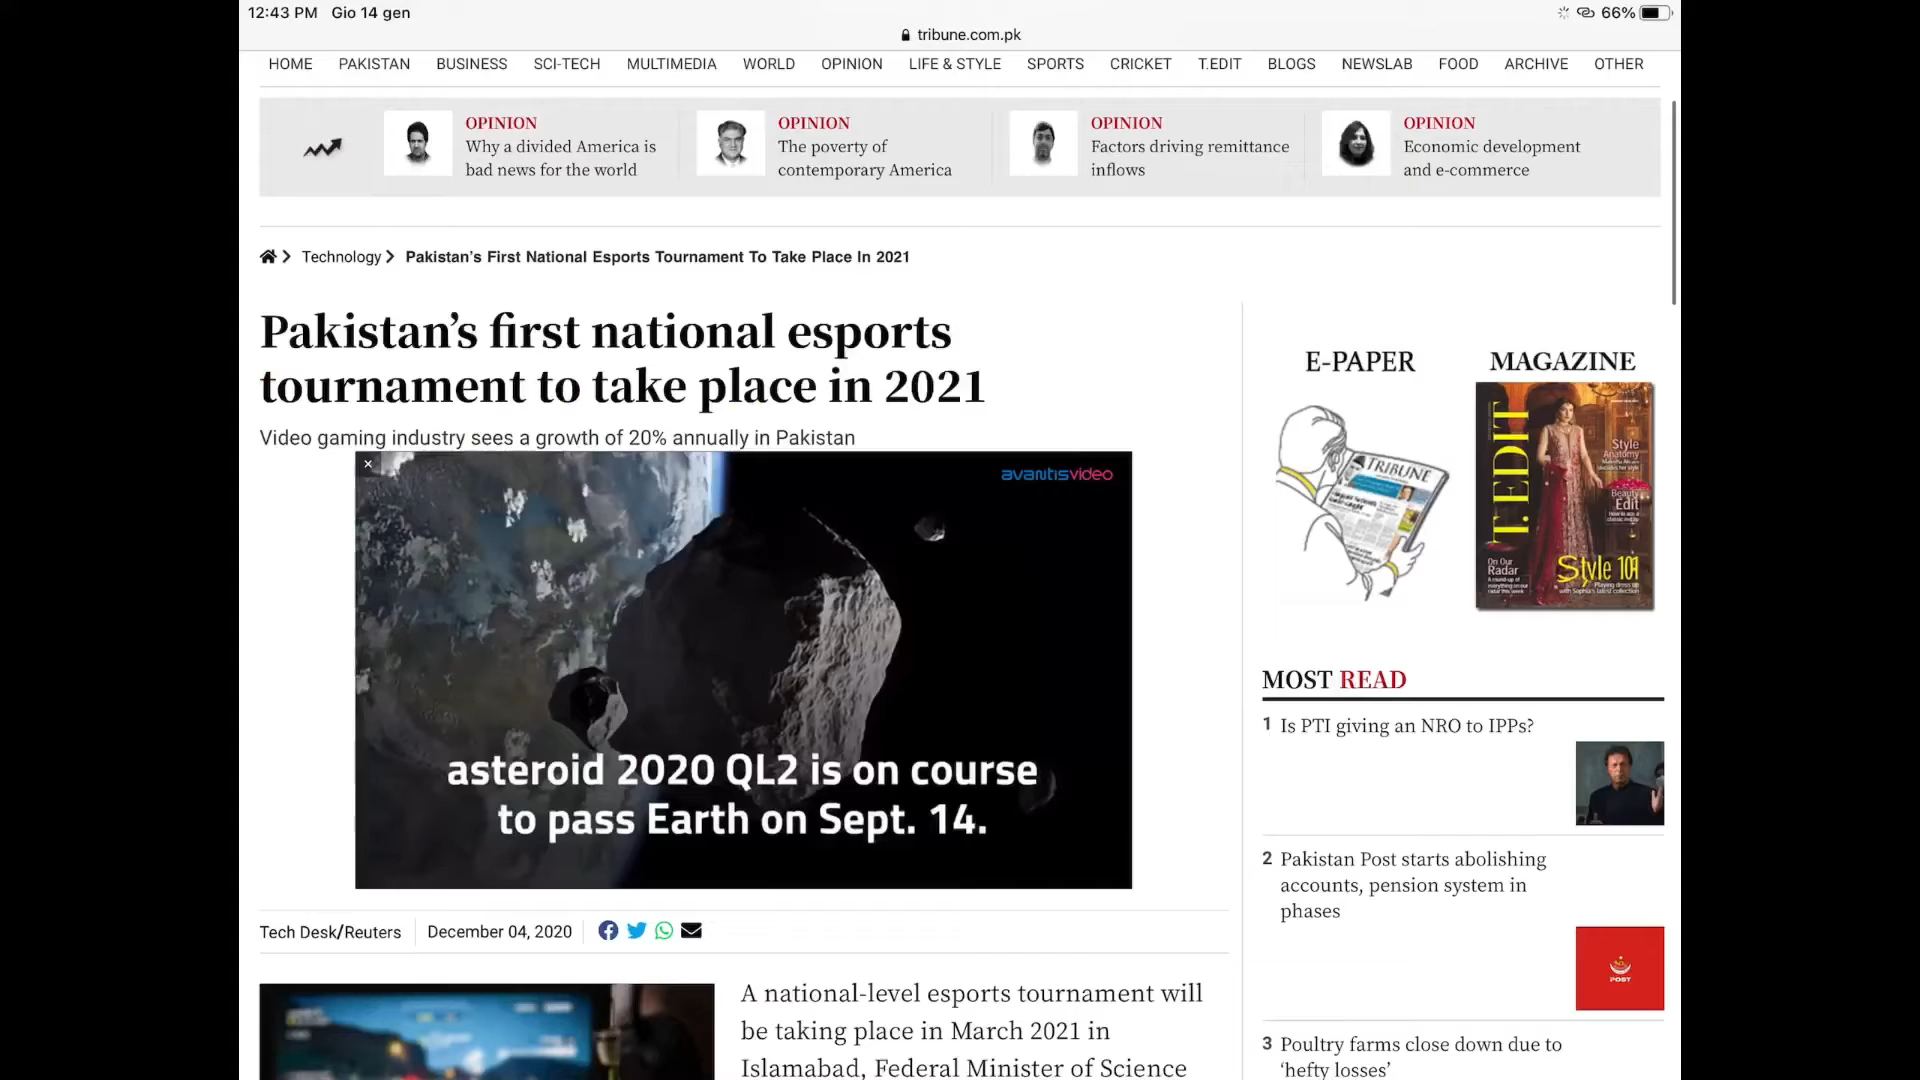 12:43 PM Gio 14 gen
66%
tribune.com.pk
HOME PAKISTAN BUSINESS SCI-TECH MULTIMEDIA WORLD OPINION LIFE & STYLE SPORTS CRICKET T.EDIT BLOGS NEWSLAB FOOD ARCHIVE OTHER
OPINION
Why a divided America is
bad news for the world
OPINION
The poverty of
contemporary America
OPINION
Factors driving remittance
inflows
OPINION
Economic development
and e-commerce
Technology
Pakistan's First National Esports Tournament To Take Place In 2021
Pakistan's first national esports
tournament to take place in 2021
Video gaming industry sees a growth of 20% annually in Pakistan
avantisvideo
asteroid 2020 QL2 is on course
to pass Earth on Sept. 14.
Tech Desk/Reuters
December 04, 2020
A national-level esports tournament will
be taking place in March 2021 in
Islamabad, Federal Minister of Science
E-PAPER
TRIBUNE
MAGAZINE
T.EDIT
Style
Anatomy
Beauty
Edit
On Our
Radar
Style 101
MOST READ
1 Is PTI giving an NRO to IPPs?
2 Pakistan Post starts abolishing
accounts, pension system in
phases
POST
3 Poultry farms close down due to
'hefty losses'